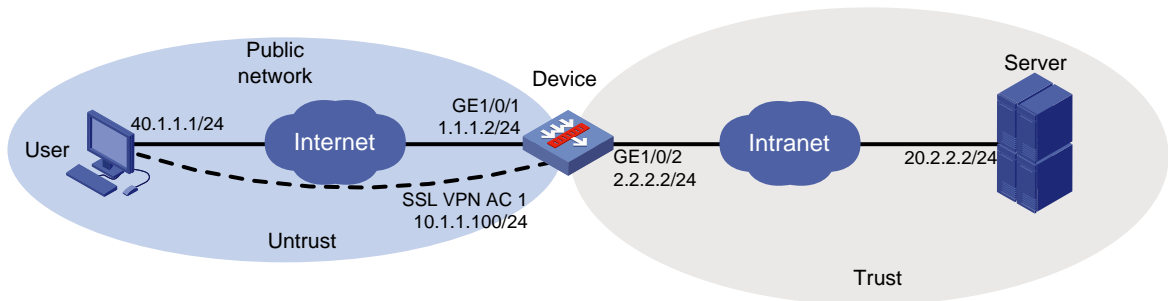 Public
network
Device
Server
User
40.1.1.1/24
Internet
GE1/0/1
1.1.1.2/24
GE1/0/2
2.2.2.2/24
Intranet
20.2.2.2/24
SSL VPN AC 1
10.1.1.100/24
Untrust
Trust